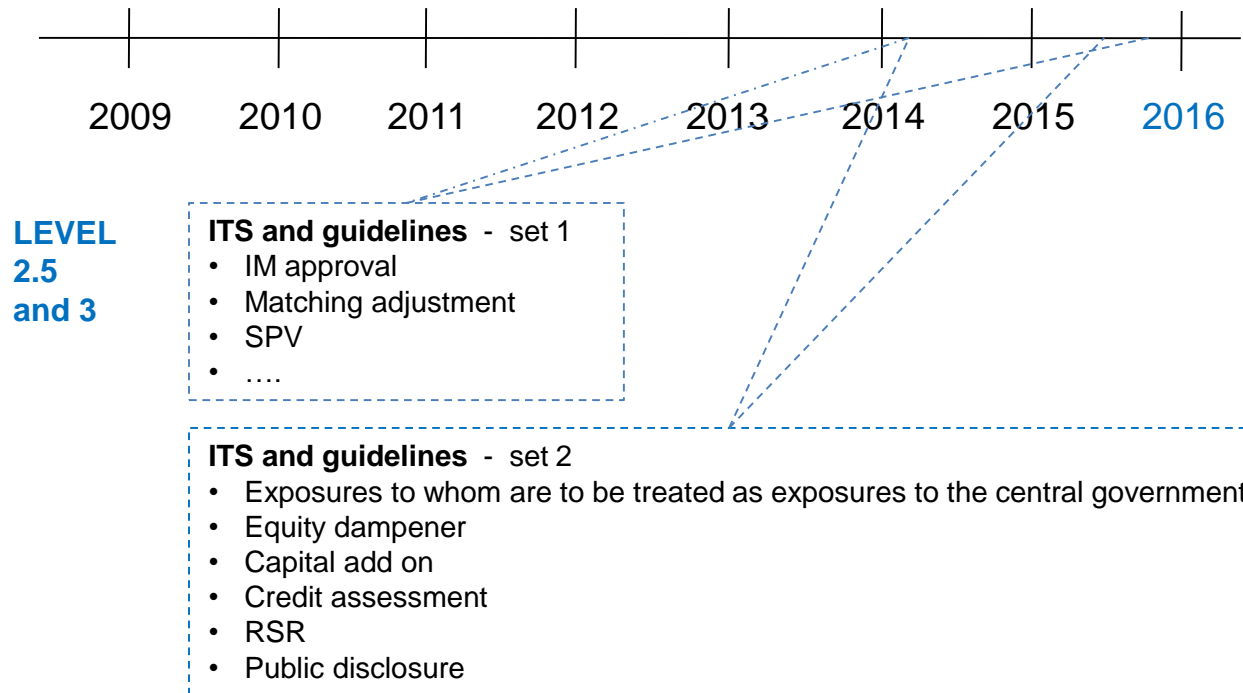 2009 2010 2011 2012 2013 2014 2015 2016
LEVEL
2.5
and 3
ITS and guidelines - set 1
• IM approval
• Matching adjustment
• SPV
• ….
ITS and guidelines - set 2
• Exposures to whom are to be treated as exposures to the central government
• Equity dampener
• Capital add on
• Credit assessment
• RSR
• Public disclosure